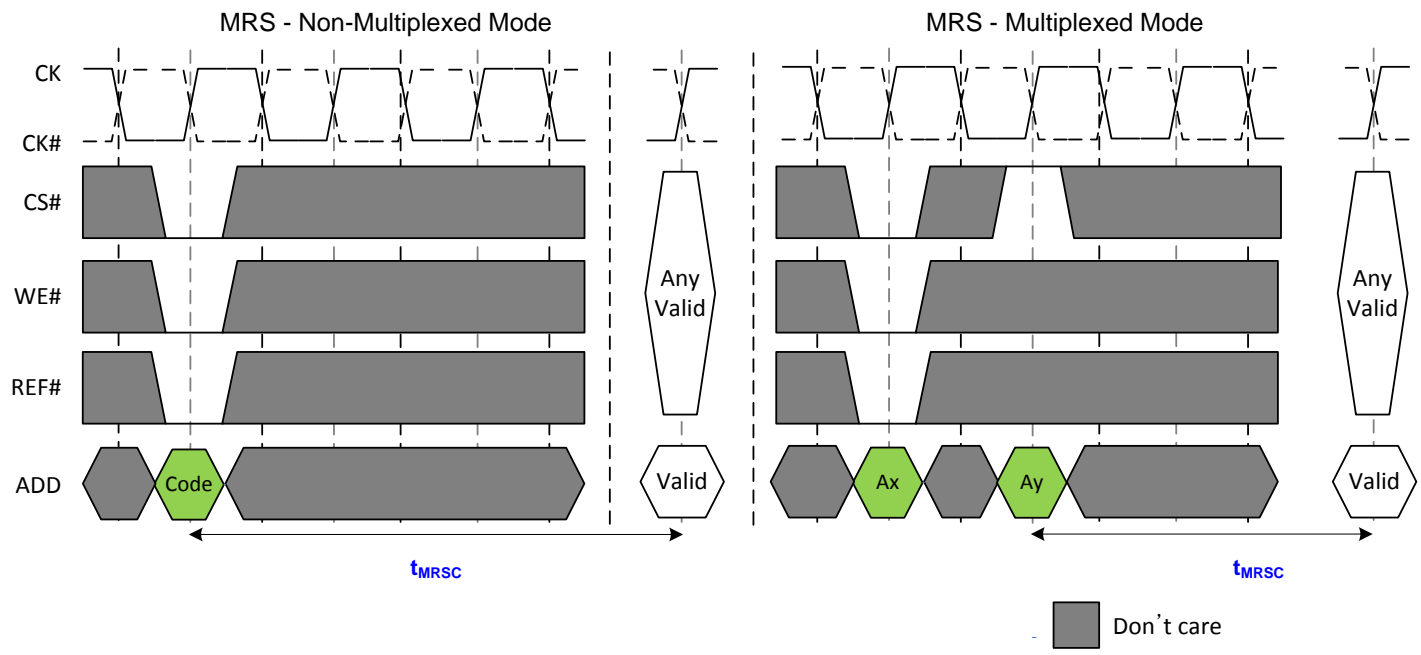 MRS - Non-Multiplexed Mode
MRS - Multiplexed Mode
CK
CK#
CS#
WE#
REF#
ADD
Any
Valid
Any
Valid
Code
Valid
Ax
Ay
Valid
tMRSC
tMRSC
Don't care